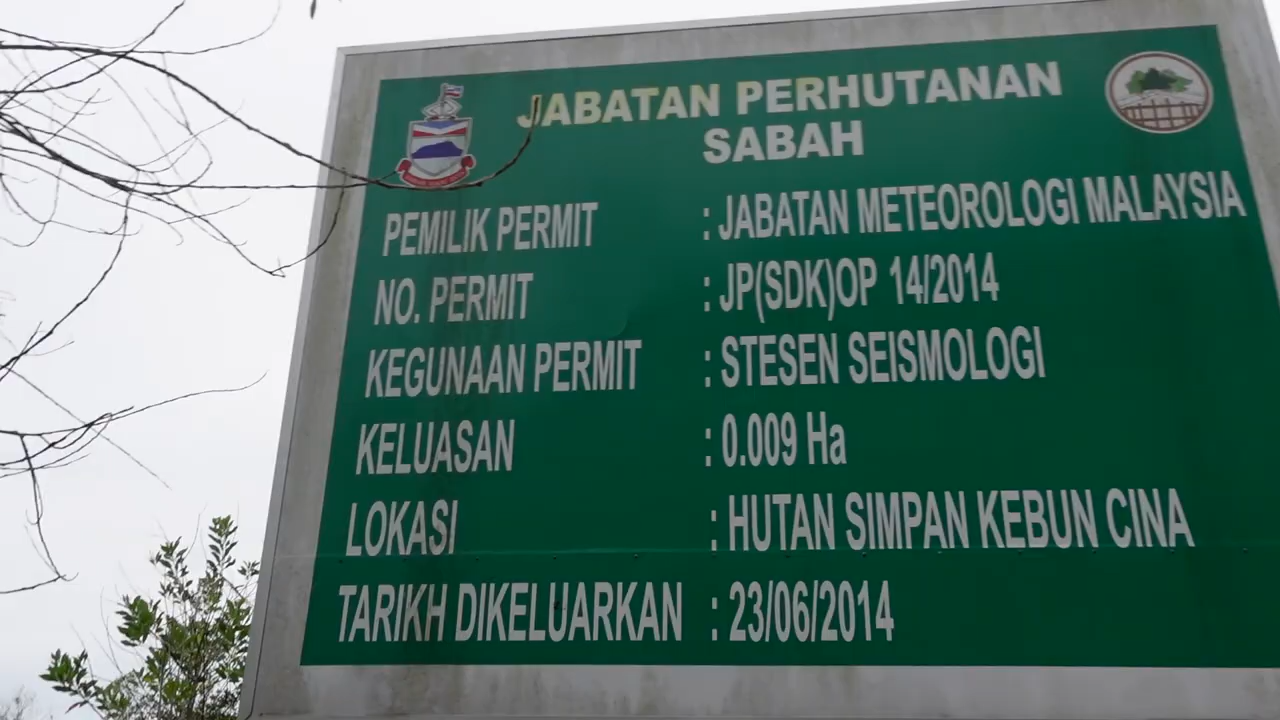 JABATAN PERHUTANAN
SABAH
PEMILIK PERMIT : JABATAN METEOROLOGI MALAYSIA
NO. PERMIT : JP(SDK)OP 14/2014
KEGUNAAN PERMIT : STESEN SEISMOLOGI
KELUASAN : 0.009 Ha
LOKASI : HUTAN SIMPAN KEBUN CINA
TARIKH DIKELUARKAN : 23/06/2014